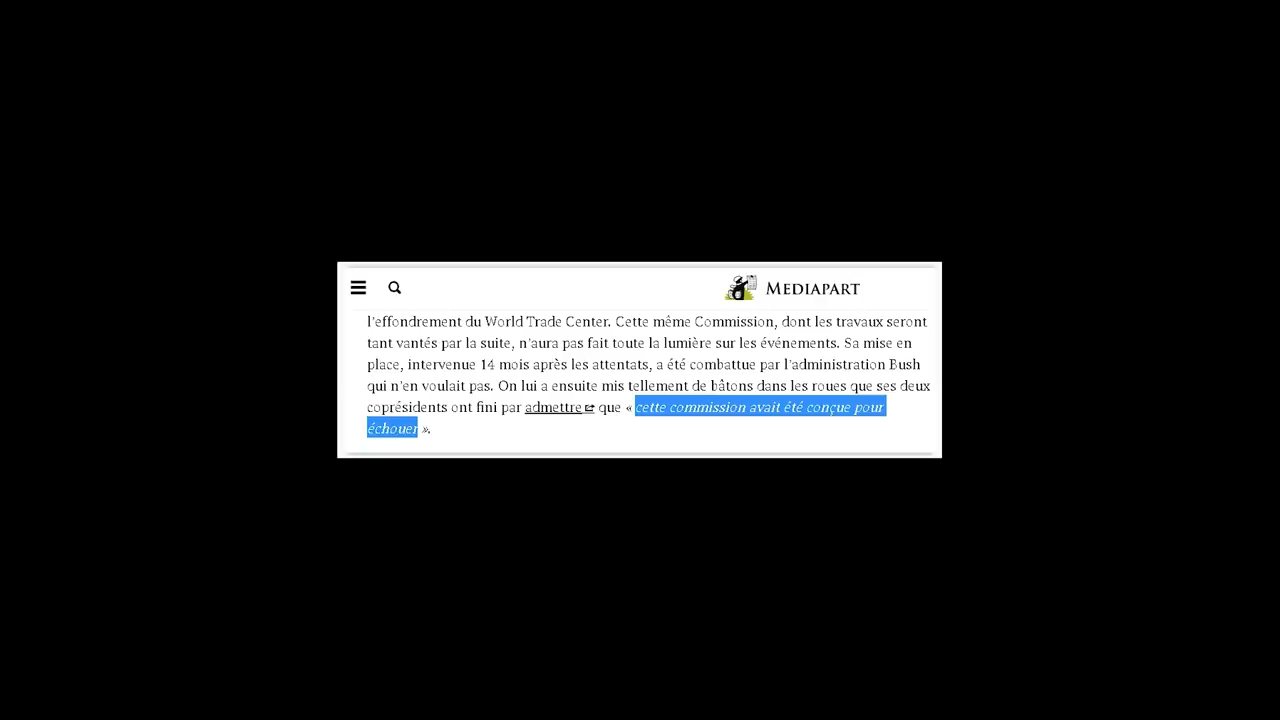 MEDIAPART
l'effondrement du World Trade Center. Cette même Commission, dont les travaux seront
tant vantés par la suite, n'aura pas fait toute la lumière sur les événements. Sa mise en
place, intervenue 14 mois après les attentats, a été combattue par l'administration Bush
qui n'en voulait pas. On lui a ensuite mis tellement de bâtons dans les roues que ses deux
coprésidents ont fini par admettre que « cette commission avait été conçue pour
échouer ».